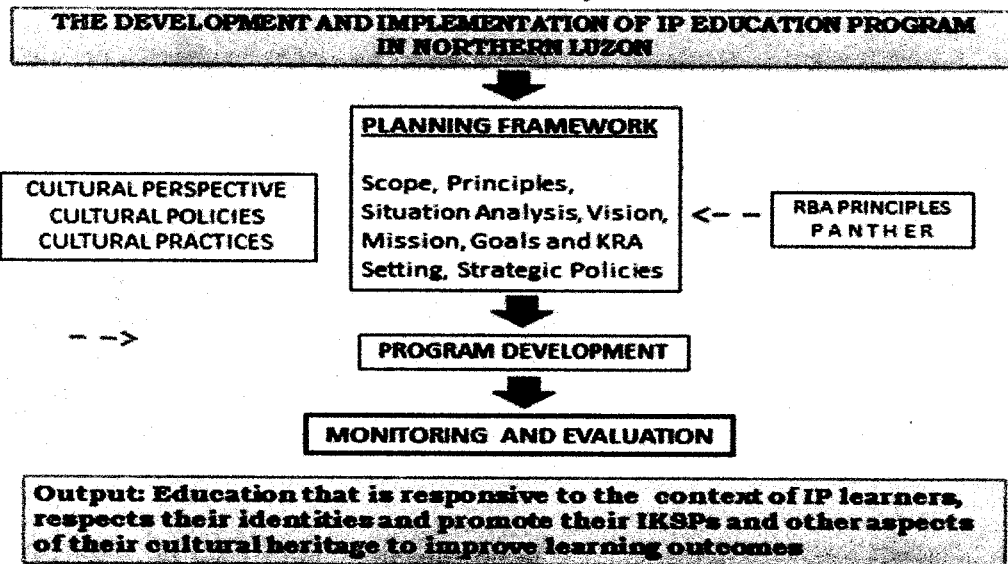 THE DEVELOPMENT AND IMPLEMENTATION OF IP EDUCATION PROGRAM
IN NORTHERN LUZON
PLANNING FRAMEWORK
Scope, Principles,
Situation Analysis, Vision,
Mission, Goals and KRA
Setting, Strategic Policies
CULTURAL PERSPECTIVE
CULTURAL POLICIES
CULTURAL PRACTICES
RBA PRINCIPLES
P A N T H E R
PROGRAM DEVELOPMENT
MONITORING AND EVALUATION
Output: Education that is responsive to the context of IP learners,
respects their identities and promote their IKSPs and other aspects
of their cultural heritage to improve learning outcomes